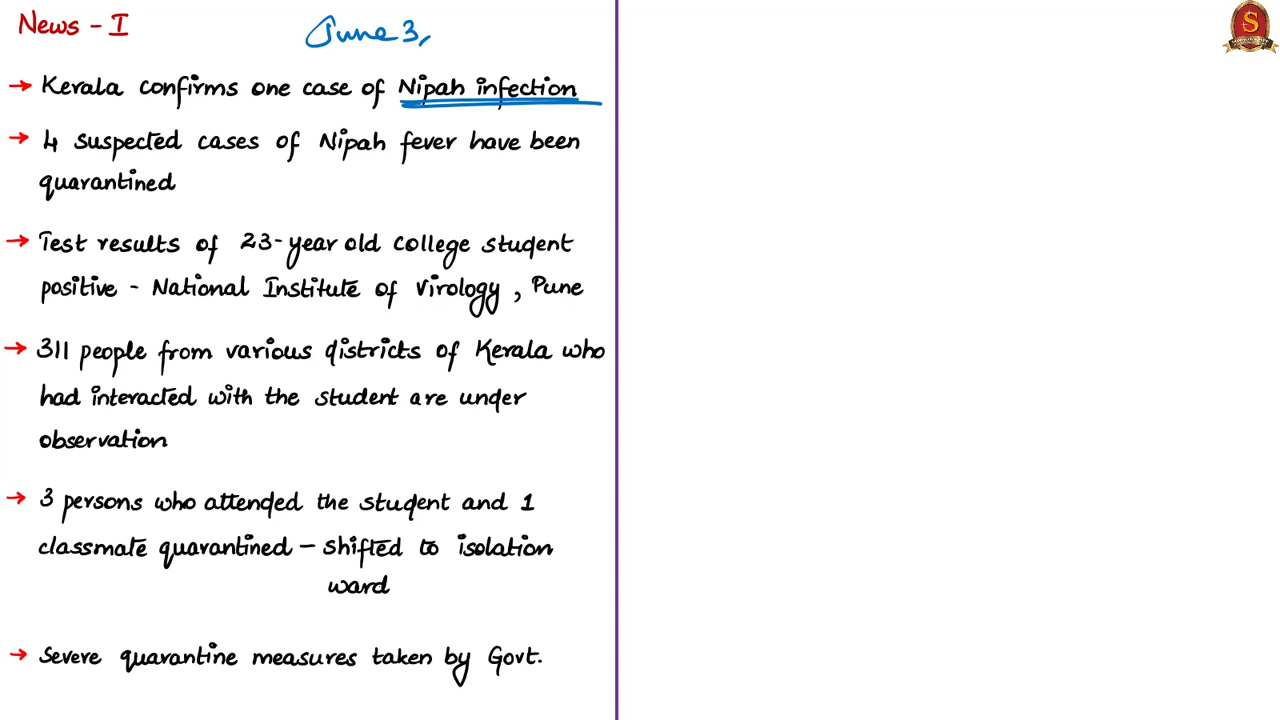 News - I
June 3,
→ Kerala confirms one case of Nipah infection
→ 4 suspected cases of Nipah fever have been
quarantined
→ Test results of 23-year old college student
positive - National Institute of Virology, Pune
→ 311 people from various districts of Kerala who
had interacted with the student are under
observation
→ 3 persons who attended the student and 1
classmate quarantined – shifted to isolation
ward
→ Severe quarantine measures taken by Govt.
S